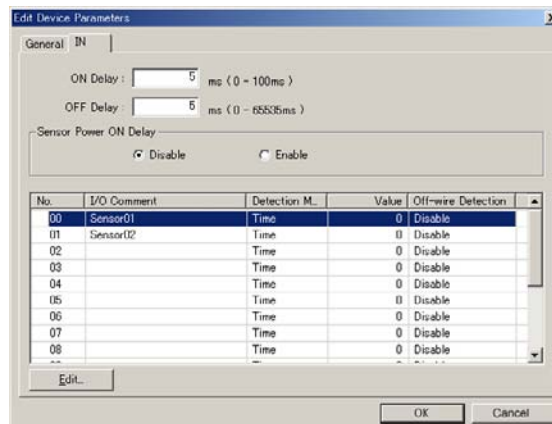 Edit Device Parameters
General IN
ON Delay : 5 ms ( 0 - 100ms )
OFF Delay : 5 ms ( 0 - 65535ms )
Sensor Power ON Delay
Disable Enable
No. I/O Comment Detection M... Value Off-wire Detection
00 Sensor01 Time 0 Disable
01 Sensor02 Time 0 Disable
02 Time 0 Disable
03 Time 0 Disable
04 Time 0 Disable
05 Time 0 Disable
06 Time 0 Disable
07 Time 0 Disable
08 Time 0 Disable
Edit...
OK Cancel